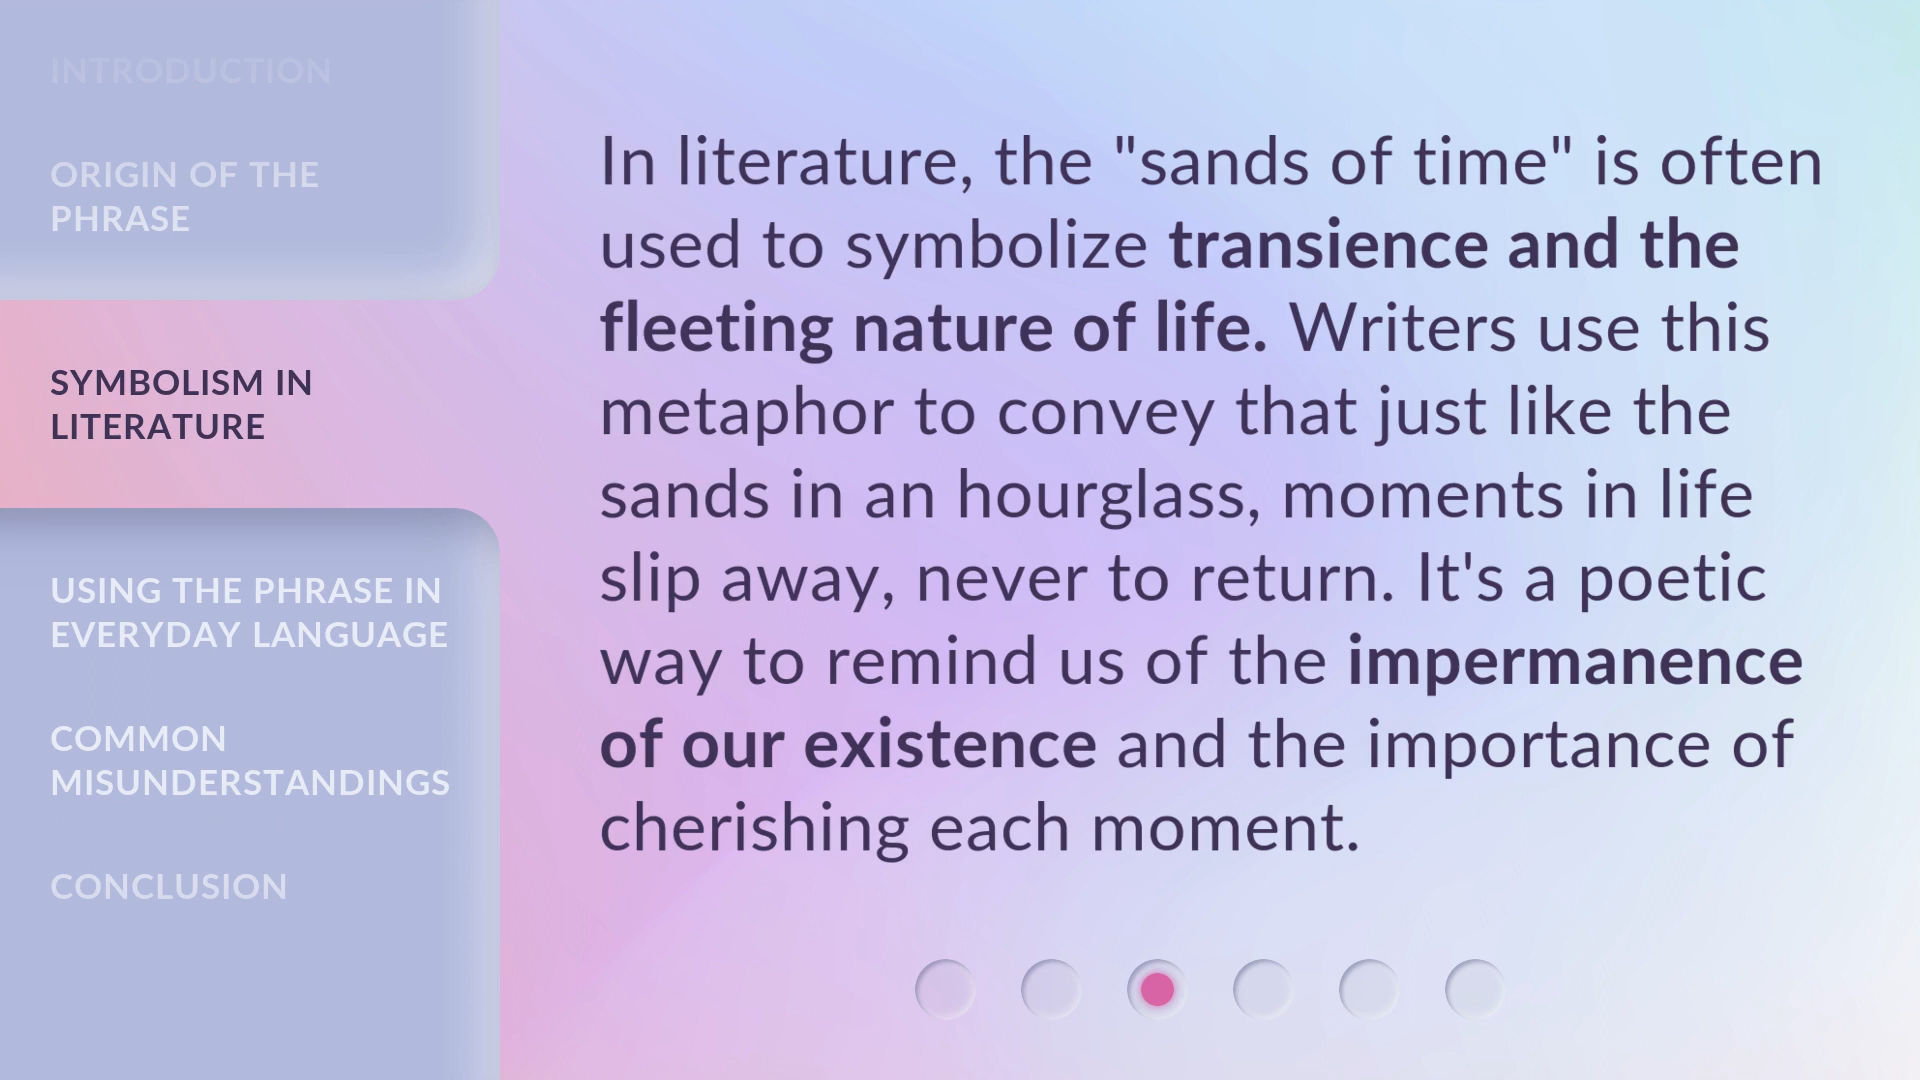 INTRODUCTION
ORIGIN OF THE
PHRASE
SYMBOLISM IN
LITERATURE
USING THE PHRASE IN
EVERYDAY LANGUAGE
COMMON
MISUNDERSTANDINGS
CONCLUSION
In literature, the "sands of time" is often
used to symbolize transience and the
fleeting nature of life. Writers use this
metaphor to convey that just like the
sands in an hourglass, moments in life
slip away, never to return. It's a poetic
way to remind us of the impermanence
of our existence and the importance of
cherishing each moment.